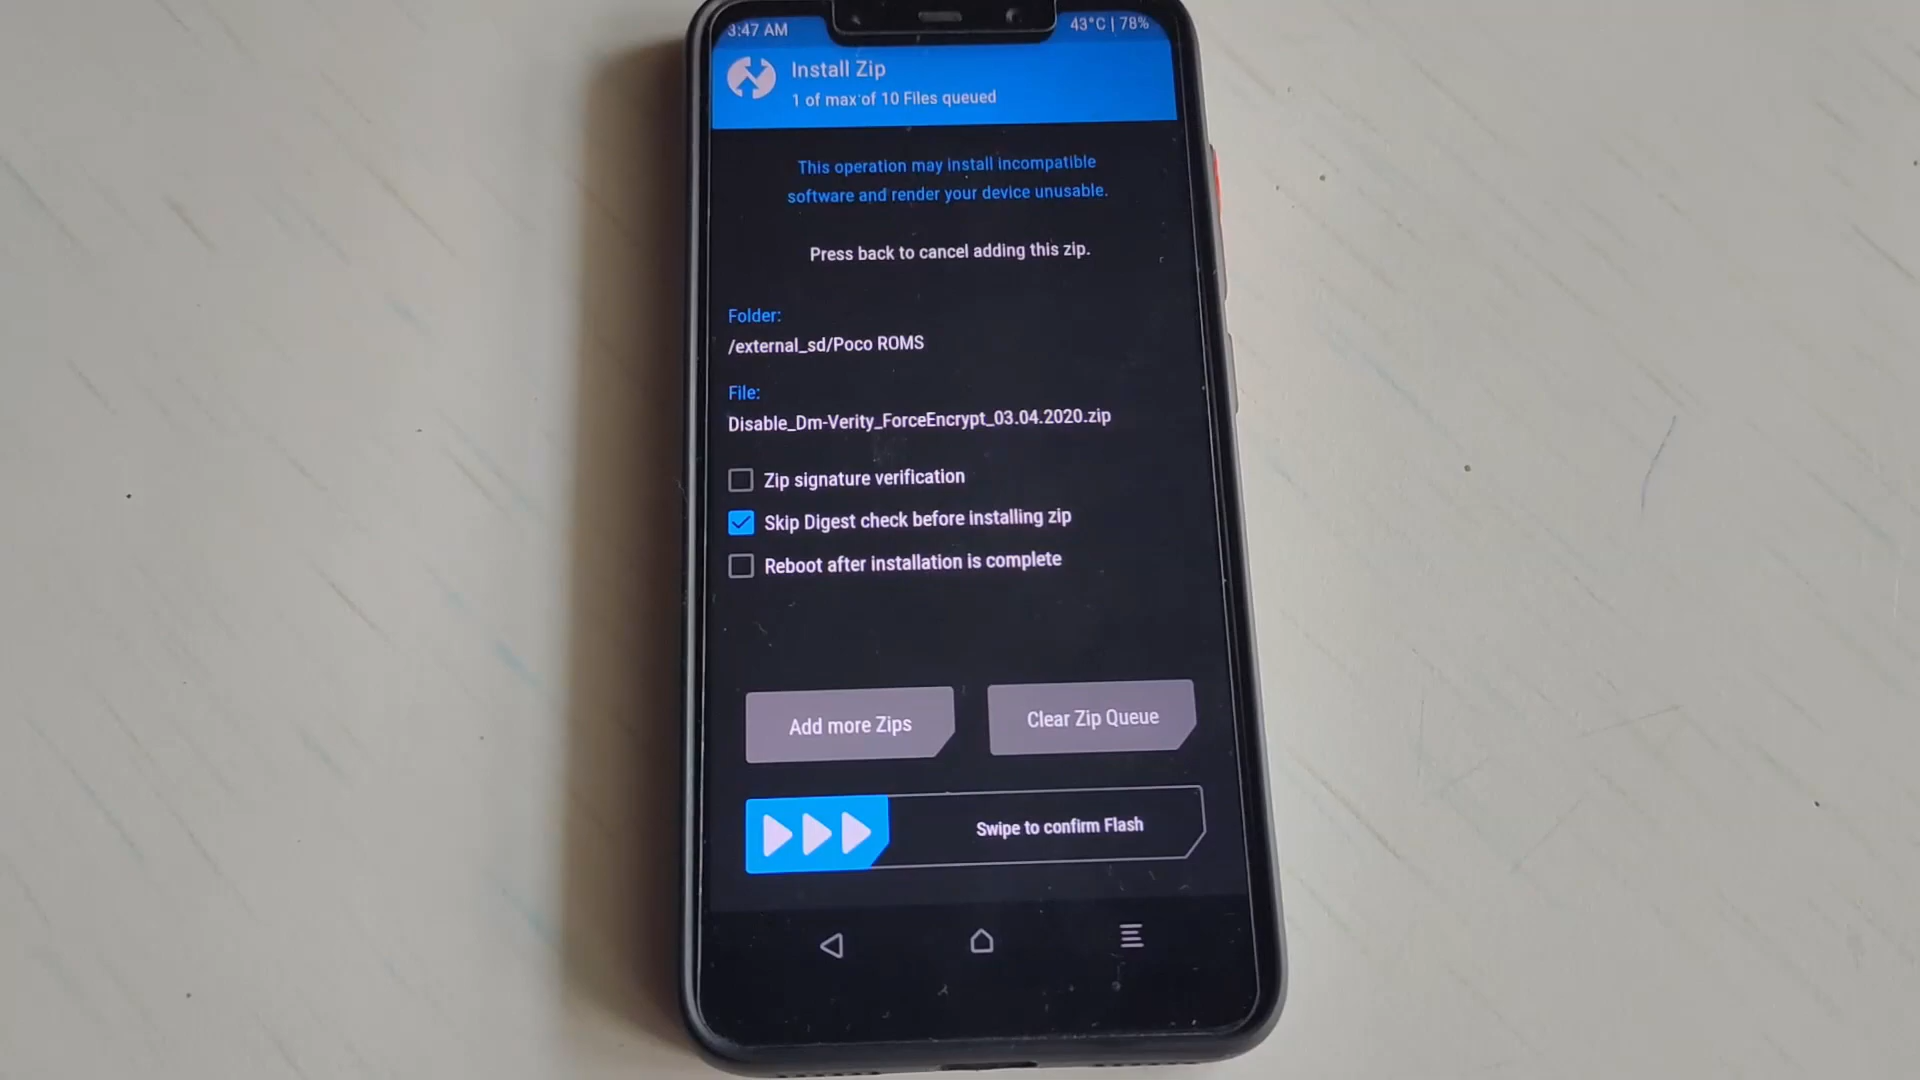 3:47 AM
43°C | 78%
Install Zip
1 of max of 10 Files queued
This operation may install incompatible
software and render your device unusable.
Press back to cancel adding this zip.
Folder:
/external_sd/Poco ROMS
File:
Disable_Dm-Verity_ForceEncrypt_03.04.2020.zip
Zip signature verification
Skip Digest check before installing zip
Reboot after installation is complete
Add more Zips
Clear Zip Queue
Swipe to confirm Flash